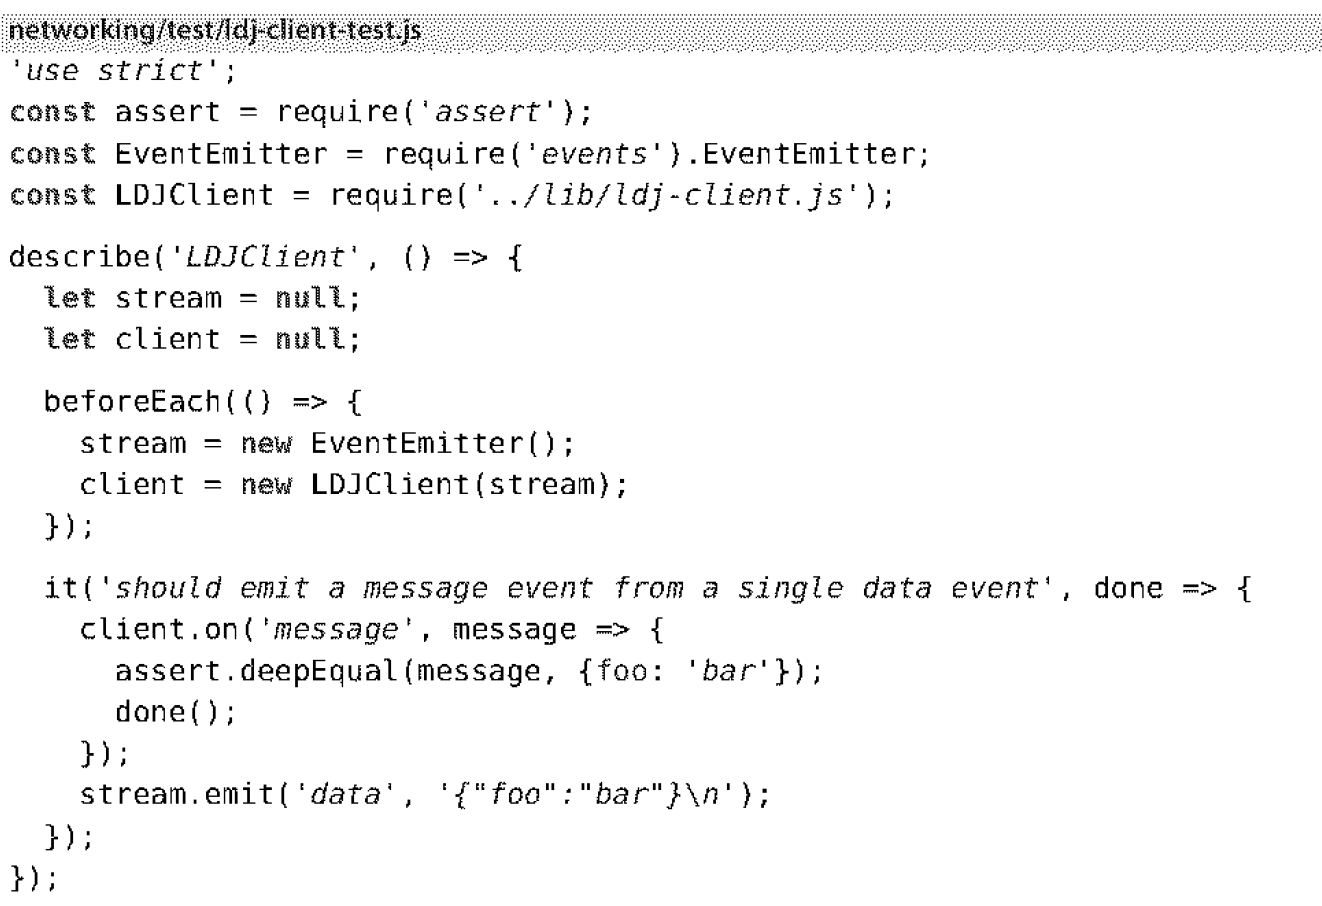 networking/test/ldj-client-test.js
'use strict';
const assert = require('assert');
const EventEmitter = require('events').EventEmitter;
const LDJClient = require('../lib/ldj-client.js');
describe('LDJClient', () => {
  let stream = null;
  let client = null;
  beforeEach(() => {
    stream = new EventEmitter();
    client = new LDJClient(stream);
  });
  it('should emit a message event from a single data event', done => {
    client.on('message', message => {
      assert.deepEqual(message, {foo: 'bar'});
      done();
    });
    stream.emit('data', '{"foo":"bar"}\n');
  });
});